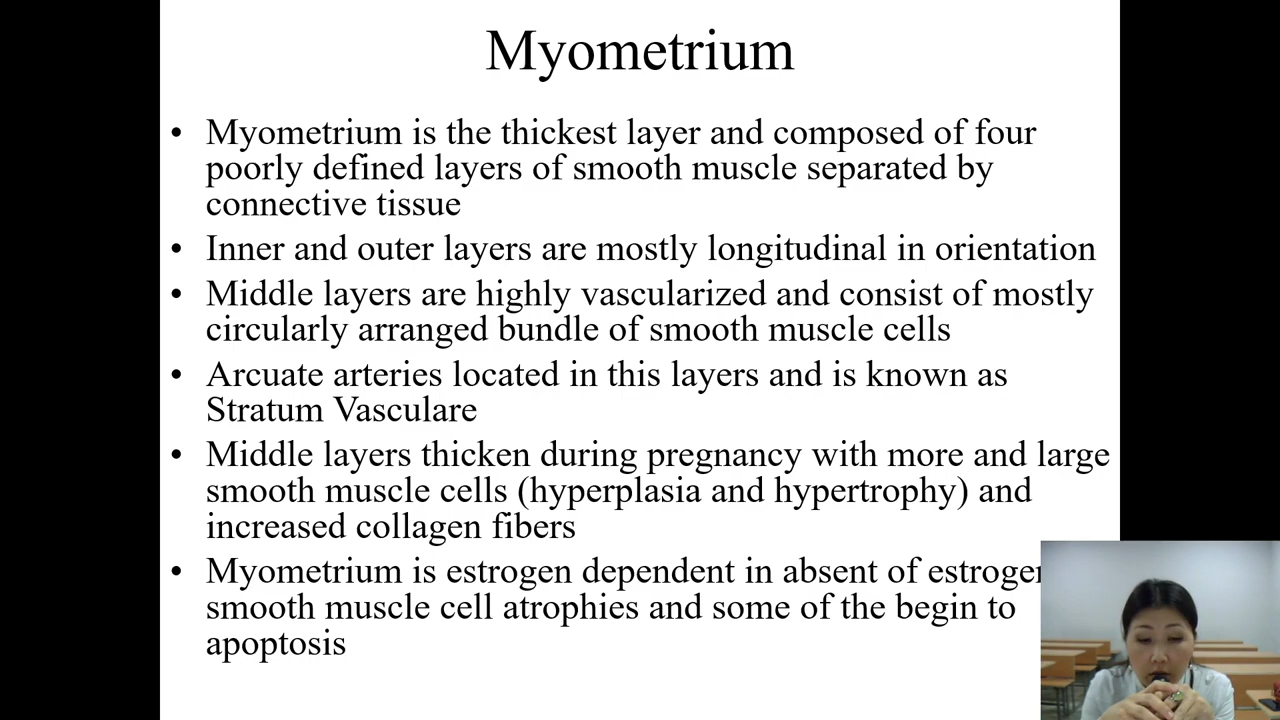 Myometrium
• Myometrium is the thickest layer and composed of four
poorly defined layers of smooth muscle separated by
connective tissue
• Inner and outer layers are mostly longitudinal in orientation
• Middle layers are highly vascularized and consist of mostly
circularly arranged bundle of smooth muscle cells
• Arcuate arteries located in this layers and is known as
Stratum Vasculare
• Middle layers thicken during pregnancy with more and large
smooth muscle cells (hyperplasia and hypertrophy) and
increased collagen fibers
• Myometrium is estrogen dependent in absent of estrogen
smooth muscle cell atrophies and some of the begin to
apoptosis